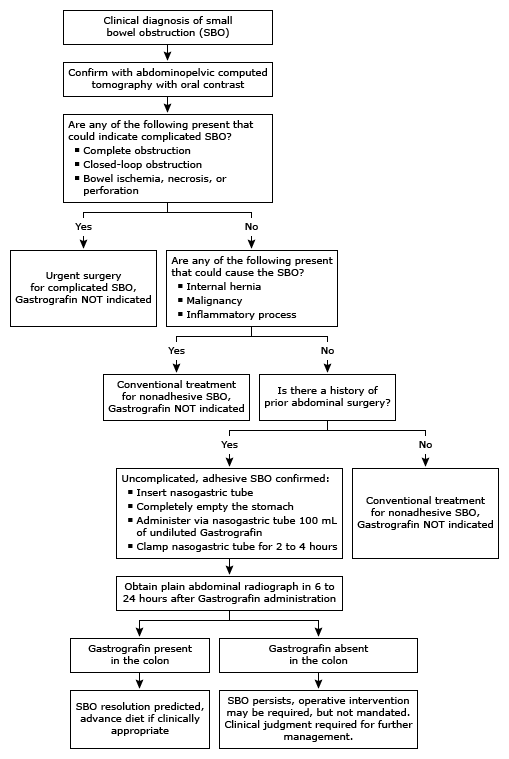 Clinical diagnosis of small
bowel obstruction (SBO)
Confirm with abdominopelvic computed
tomography with oral contrast
Are any of the following present that
could indicate complicated SBO?
▪ Complete obstruction
▪ Closed-loop obstruction
▪ Bowel ischemia, necrosis, or
perforation
Yes
No
Urgent surgery
for complicated SBO,
Gastrografin NOT indicated
Are any of the following present
that could cause the SBO?
▪ Internal hernia
▪ Malignancy
▪ Inflammatory process
Yes
No
Conventional treatment
for nonadhesive SBO,
Gastrografin NOT indicated
Is there a history of
prior abdominal surgery?
Yes
No
Uncomplicated, adhesive SBO confirmed:
▪ Insert nasogastric tube
▪ Completely empty the stomach
▪ Administer via nasogastric tube 100 mL
of undiluted Gastrografin
▪ Clamp nasogastric tube for 2 to 4 hours
Conventional treatment
for nonadhesive SBO,
Gastrografin NOT indicated
Obtain plain abdominal radiograph in 6 to
24 hours after Gastrografin administration
Gastrografin present
in the colon
Gastrografin absent
in the colon
SBO resolution predicted,
advance diet if clinically
appropriate
SBO persists, operative intervention
may be required, but not mandated.
Clinical judgment required for further
management.